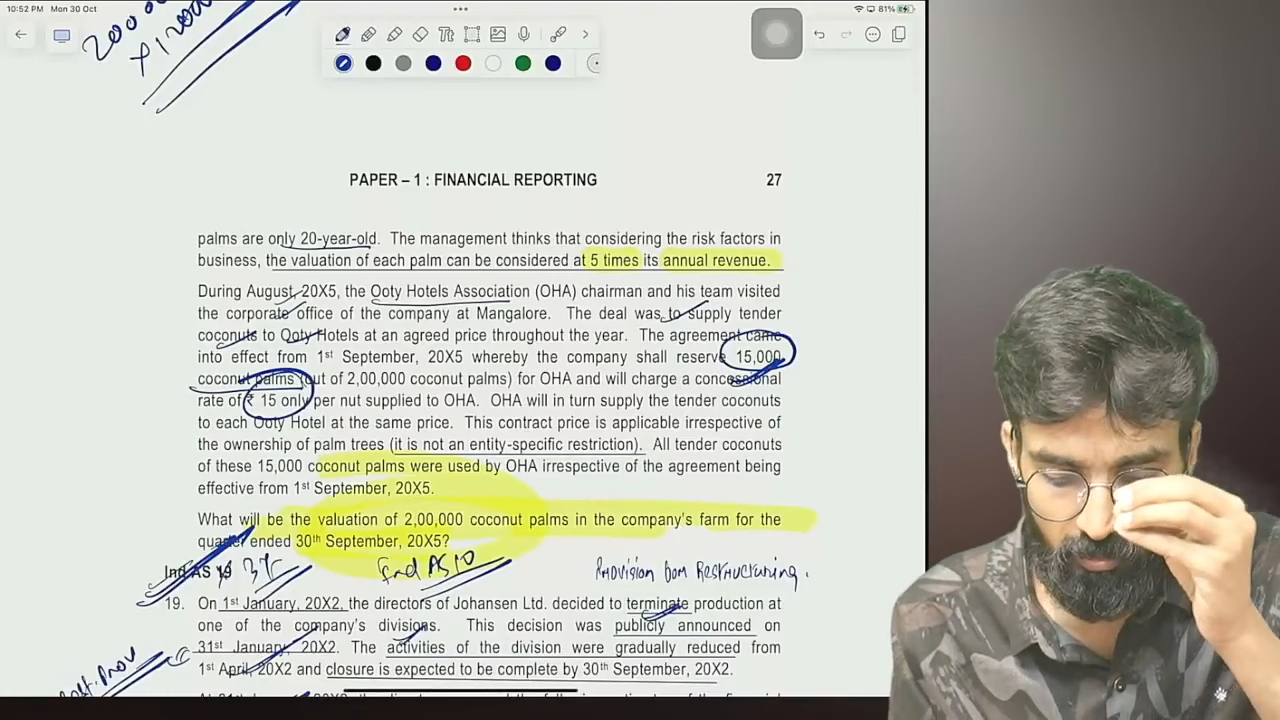 10:52 PM Mon 30 Oct
81%
PAPER – 1 : FINANCIAL REPORTING 27
palms are only 20-year-old. The management thinks that considering the risk factors in
business, the valuation of each palm can be considered at 5 times its annual revenue.
During August, 20X5, the Ooty Hotels Association (OHA) chairman and his team visited
the corporate office of the company at Mangalore. The deal was to supply tender
coconuts to Ooty Hotels at an agreed price throughout the year. The agreement came
into effect from 1st September, 20X5 whereby the company shall reserve 15,000
coconut palms (out of 2,00,000 coconut palms) for OHA and will charge a concessional
rate of ₹ 15 only per nut supplied to OHA. OHA will in turn supply the tender coconuts
to each Ooty Hotel at the same price. This contract price is applicable irrespective of
the ownership of palm trees (it is not an entity-specific restriction). All tender coconuts
of these 15,000 coconut palms were used by OHA irrespective of the agreement being
effective from 1st September, 20X5.
What will be the valuation of 2,00,000 coconut palms in the company's farm for the
quarter ended 30th September, 20X5?
Ind AS 37 Ind AS 10 Provision for Restructuring.
19. On 1st January, 20X2, the directors of Johansen Ltd. decided to terminate production at
one of the company's divisions. This decision was publicly announced on
31st January, 20X2. The activities of the division were gradually reduced from
1st April, 20X2 and closure is expected to be complete by 30th September, 20X2.